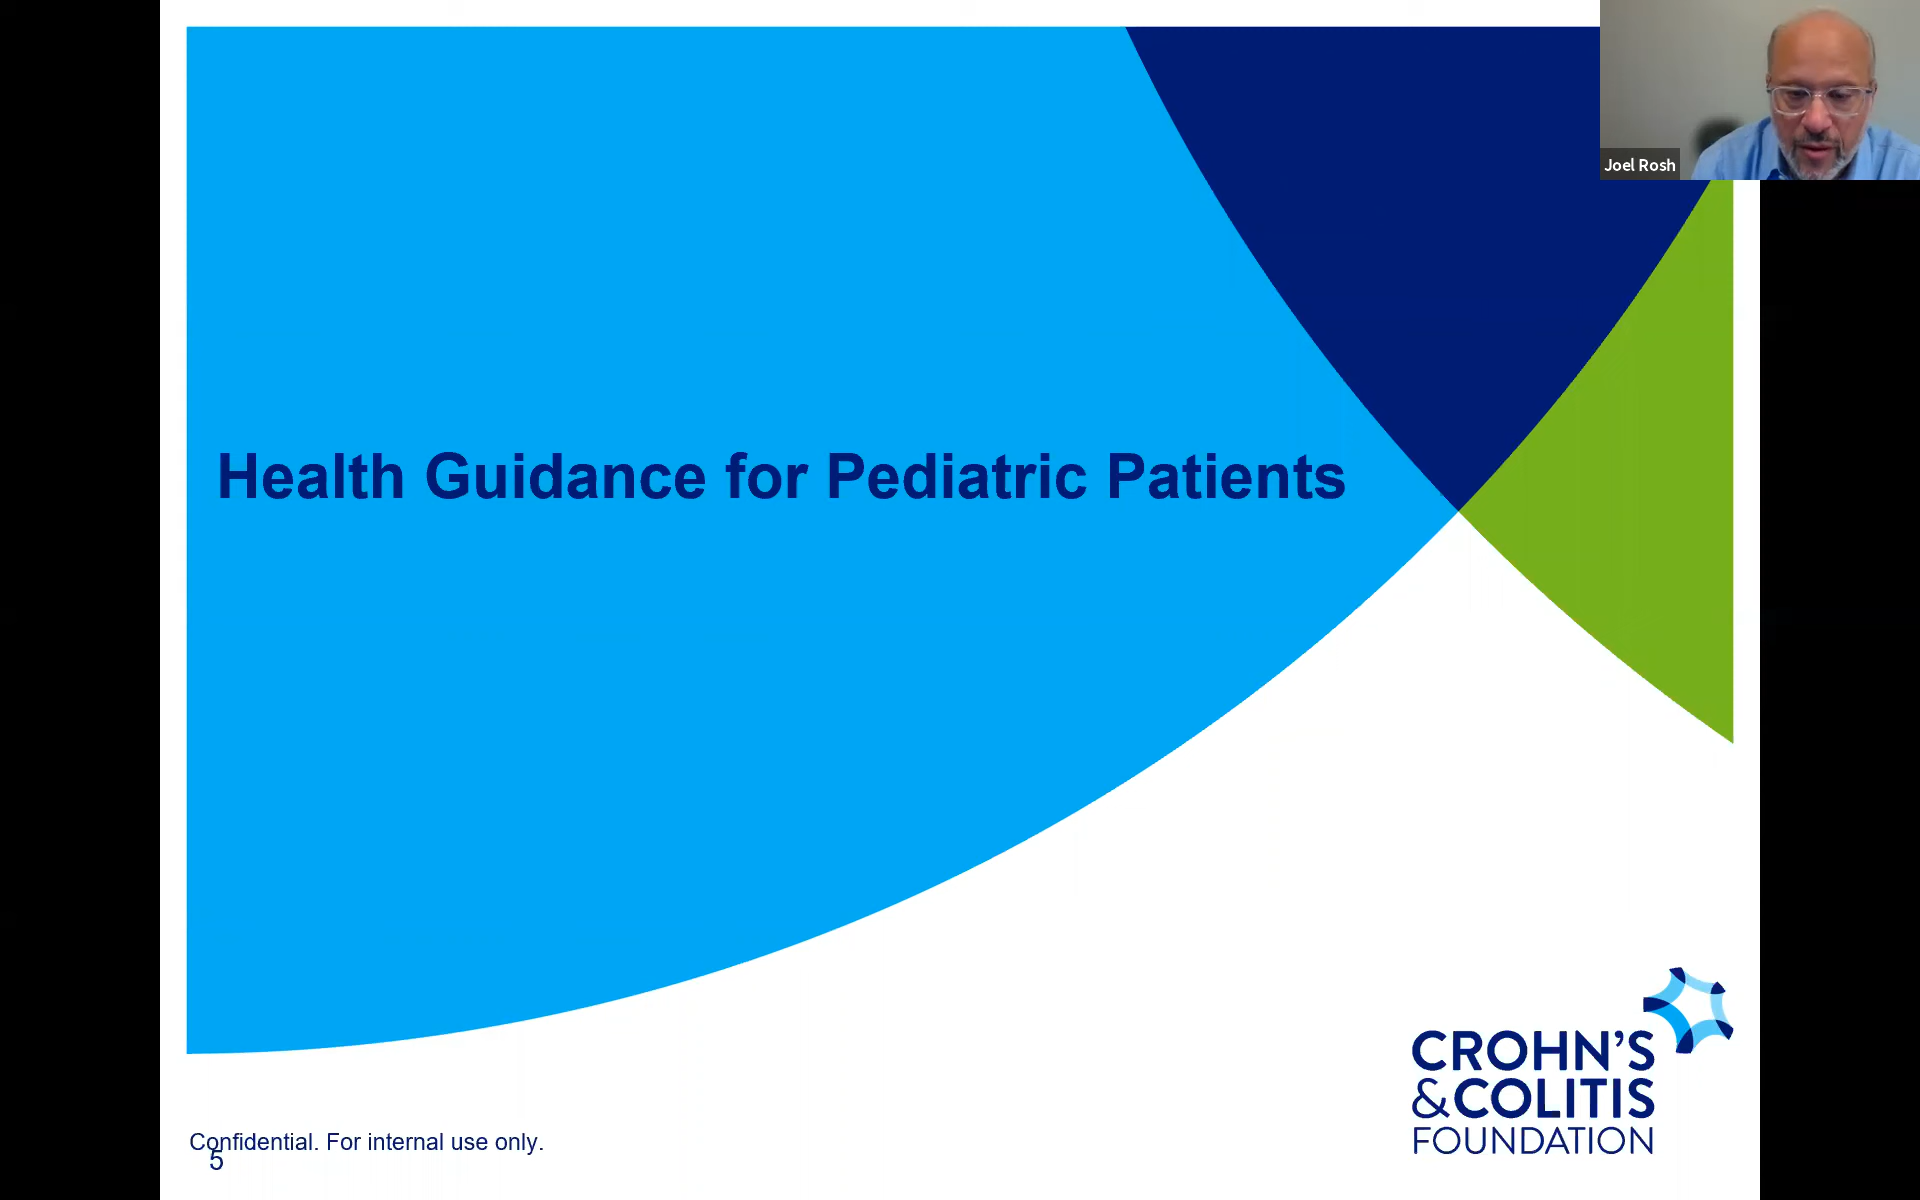 Joel Rosh
Health Guidance for Pediatric Patients
CROHN’S
&COLITIS
FOUNDATION
Confidential. For internal use only.
5